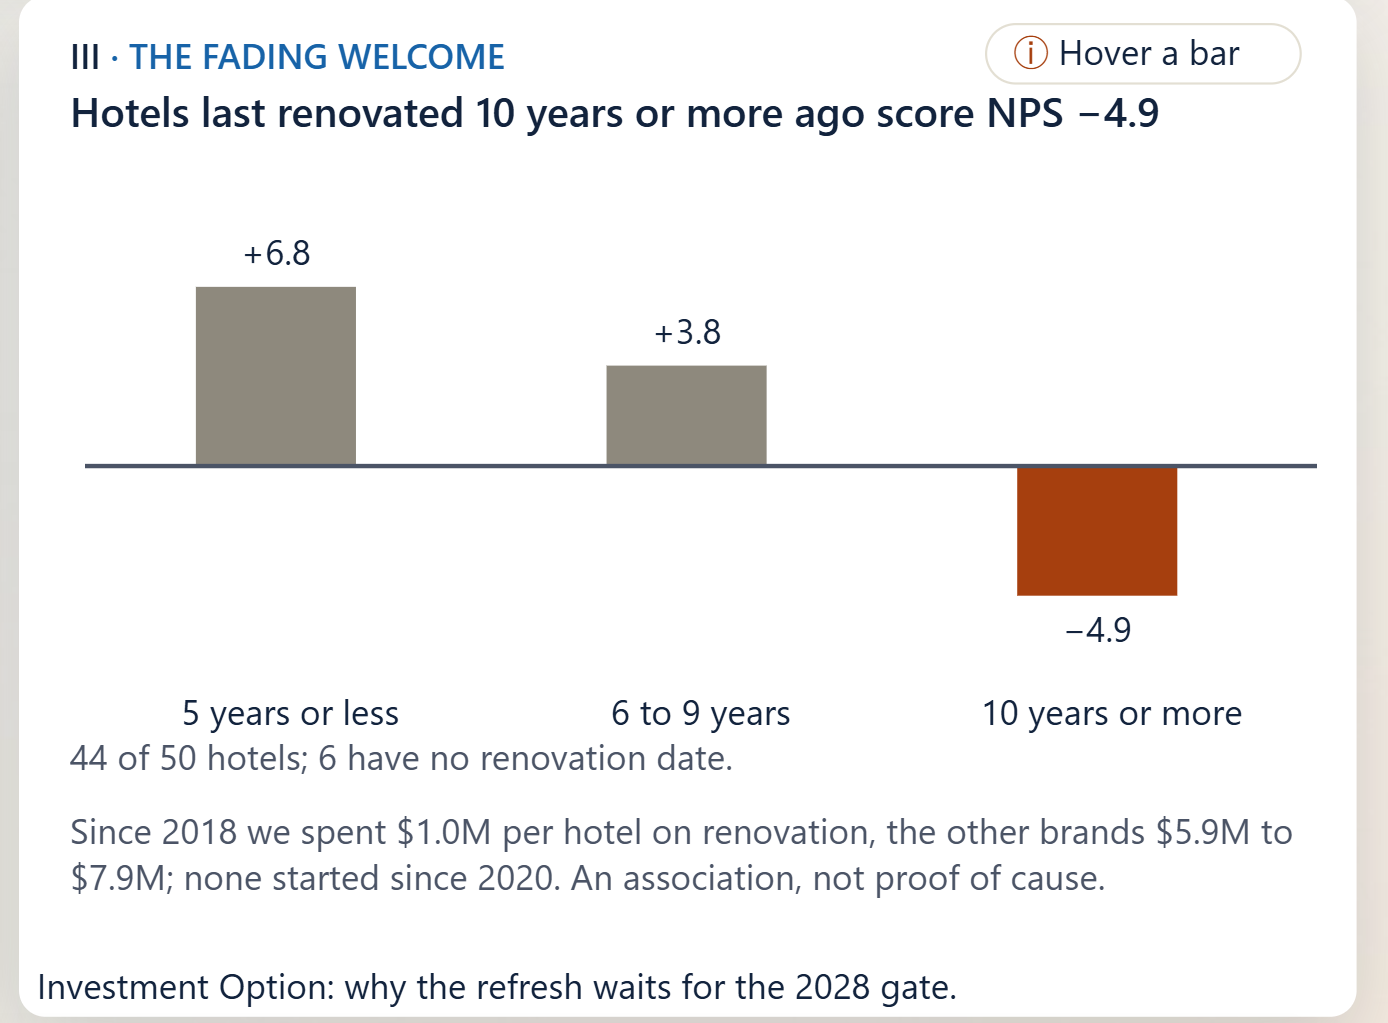 III · THE FADING WELCOME
ⓘ Hover a bar
Hotels last renovated 10 years or more ago score NPS −4.9
+6.8
+3.8
−4.9
5 years or less
6 to 9 years
10 years or more
44 of 50 hotels; 6 have no renovation date.
Since 2018 we spent $1.0M per hotel on renovation, the other brands $5.9M to
$7.9M; none started since 2020. An association, not proof of cause.
Investment Option: why the refresh waits for the 2028 gate.